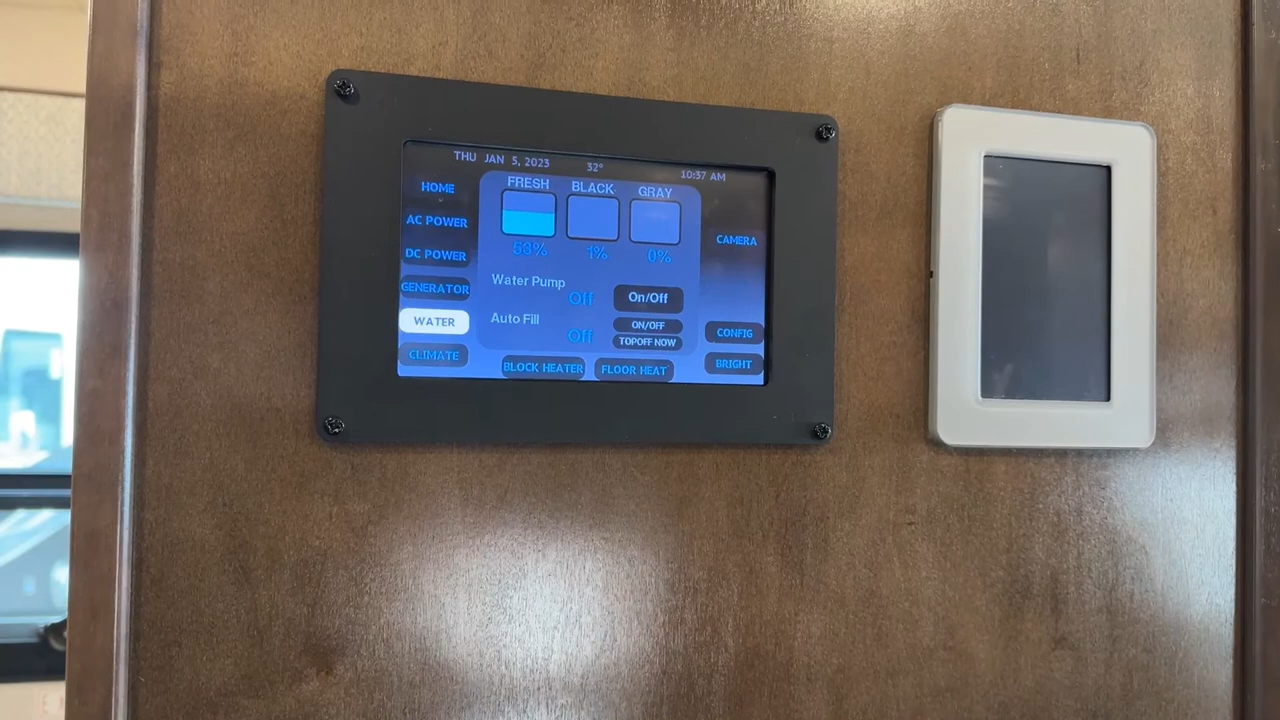 THU JAN 5, 2023 32° 10:37 AM
HOME
AC POWER
DC POWER
GENERATOR
WATER
CLIMATE
FRESH BLACK GRAY
53% 1% 0%
Water Pump
Off On/Off
Auto Fill
Off ON/OFF
TOPOFF NOW
BLOCK HEATER FLOOR HEAT
CAMERA
CONFIG
BRIGHT